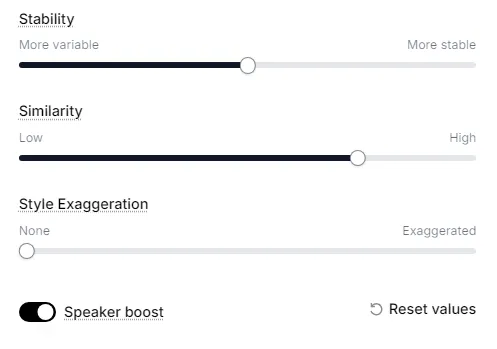 Stability
More variable More stable
Similarity
Low High
Style Exaggeration
None Exaggerated
Speaker boost Reset values